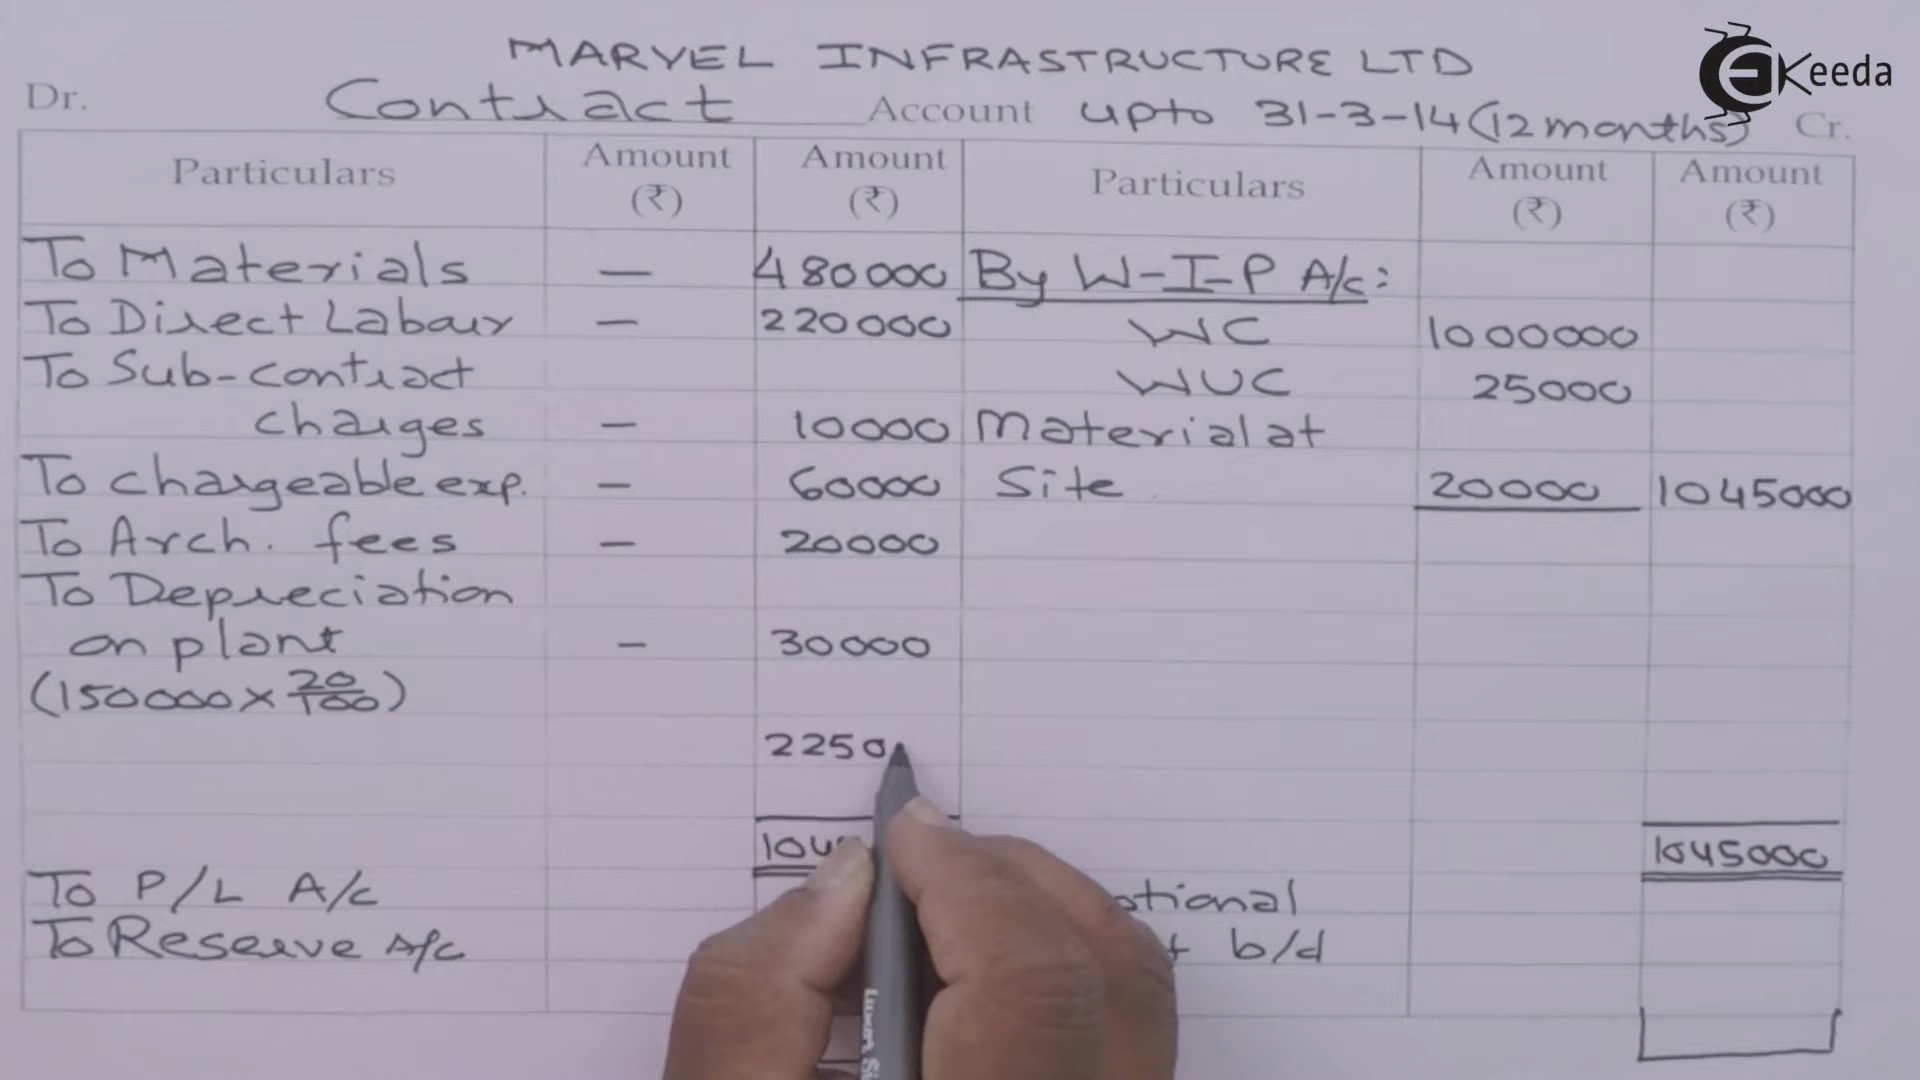 MARVEL INFRASTRUCTURE LTD
Keeda
Dr. Contract Account upto 31-3-14 (12 months) Cr.
Particulars Amount (₹) Amount (₹) Particulars Amount (₹) Amount (₹)
To Materials — 480000 By W-I-P A/c:
To Direct Labour — 220000 WC 1000000
To Sub-contract WUC 25000
charges — 10000 Material at
To chargeable exp. — 60000 Site 20000 1045000
To Arch. fees — 20000
To Depreciation
on plant — 30000
(150000 × 20/100)
2250
1045000
To P/L A/c
To Reserve A/c b/d